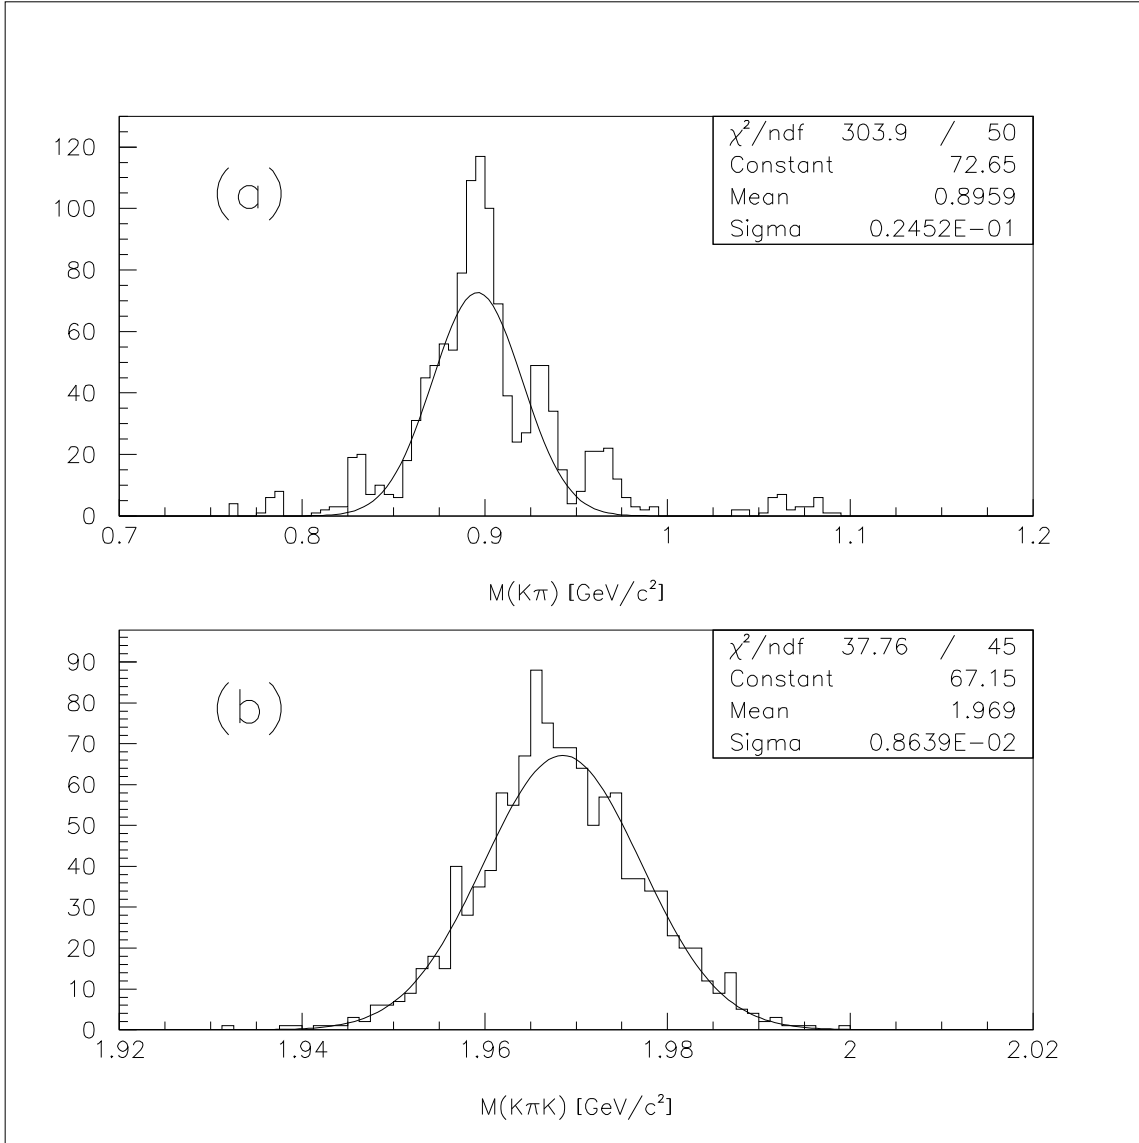 χ²/ndf 303.9 / 50
Constant 72.65
Mean 0.8959
Sigma 0.2452E-01
(a)
120
100
80
60
40
20
0
0.7 0.8 0.9 1 1.1 1.2
M(Kπ) [GeV/c²]
χ²/ndf 37.76 / 45
Constant 67.15
Mean 1.969
Sigma 0.8639E-02
(b)
90
80
70
60
50
40
30
20
10
0
1.92 1.94 1.96 1.98 2 2.02
M(KπK) [GeV/c²]